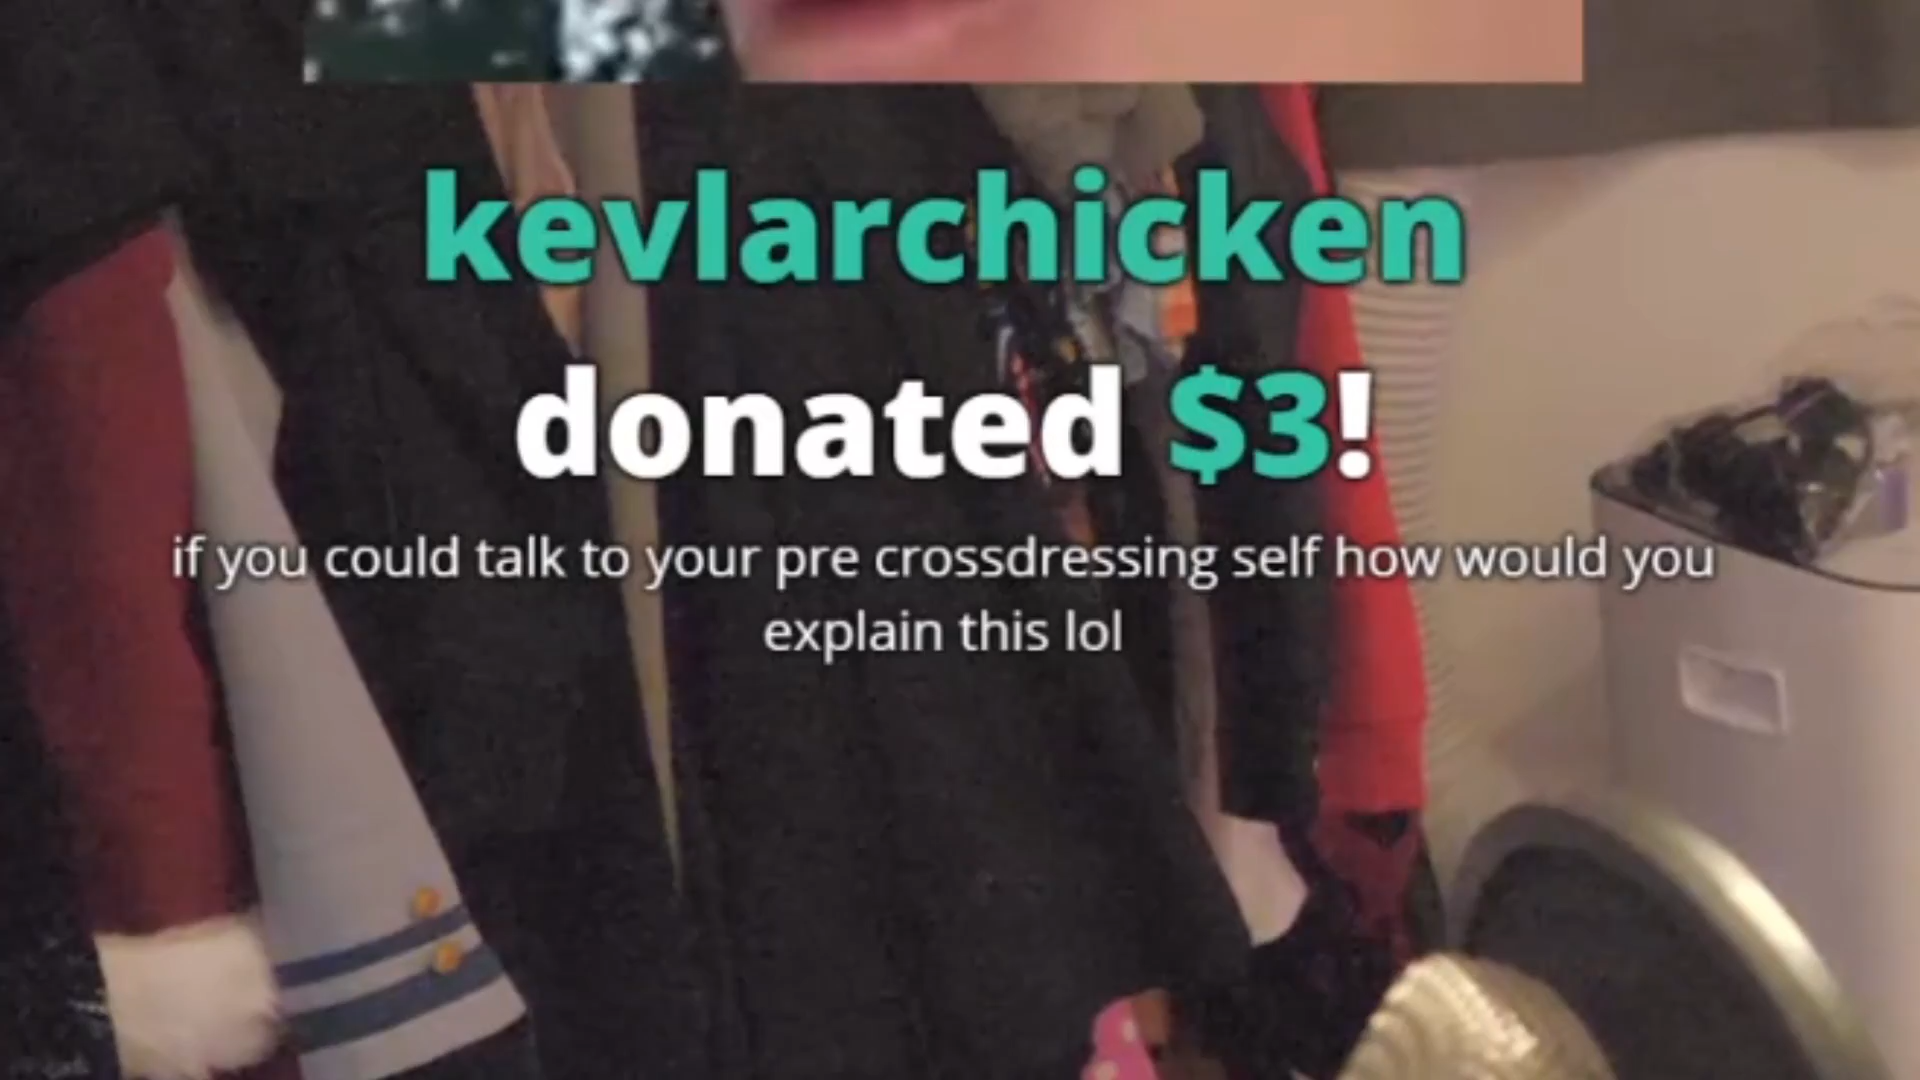 kevlarchicken
donated $3!
if you could talk to your pre crossdressing self how would you
explain this lol